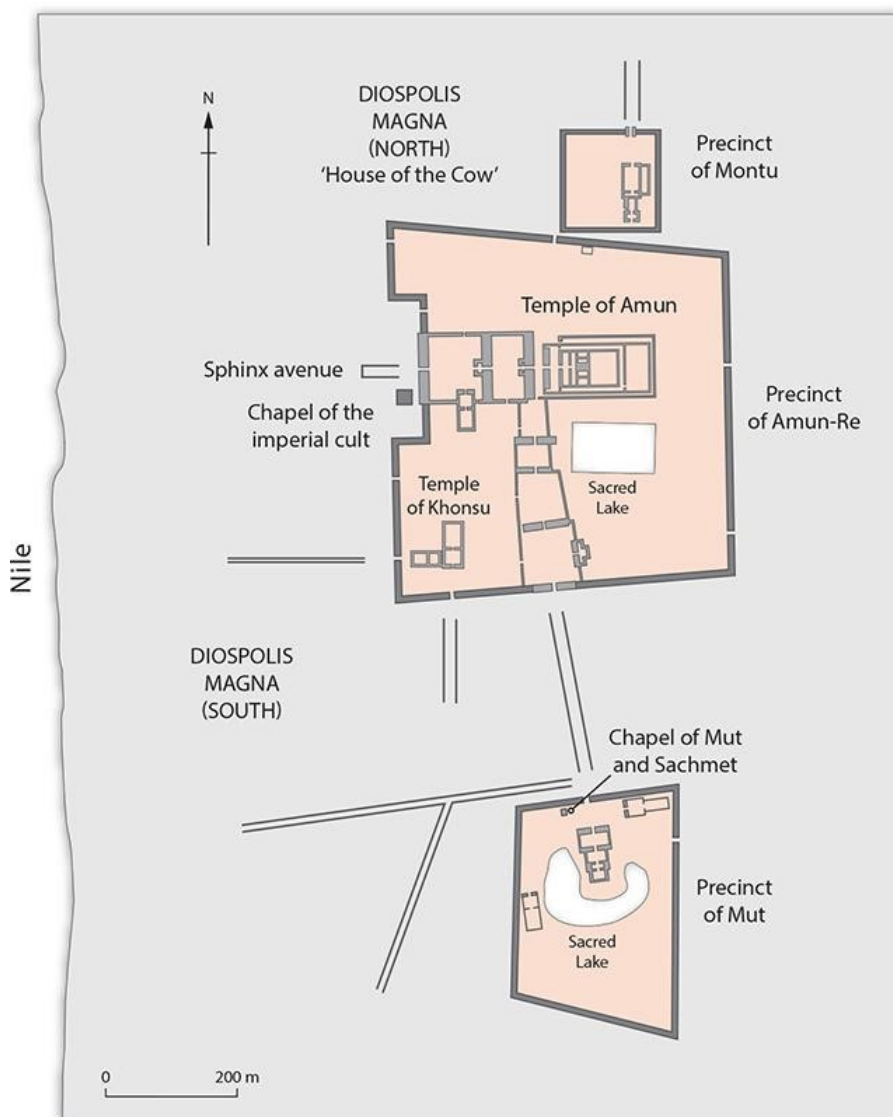 N
DIOSPOLIS
MAGNA
(NORTH)
'House of the Cow'
Precinct
of Montu
Temple of Amun
Sphinx avenue
Chapel of the
imperial cult
Precinct
of Amun-Re
Temple
of Khonsu
Sacred
Lake
Nile
DIOSPOLIS
MAGNA
(SOUTH)
Chapel of Mut
and Sachmet
Precinct
of Mut
Sacred
Lake
0 200 m